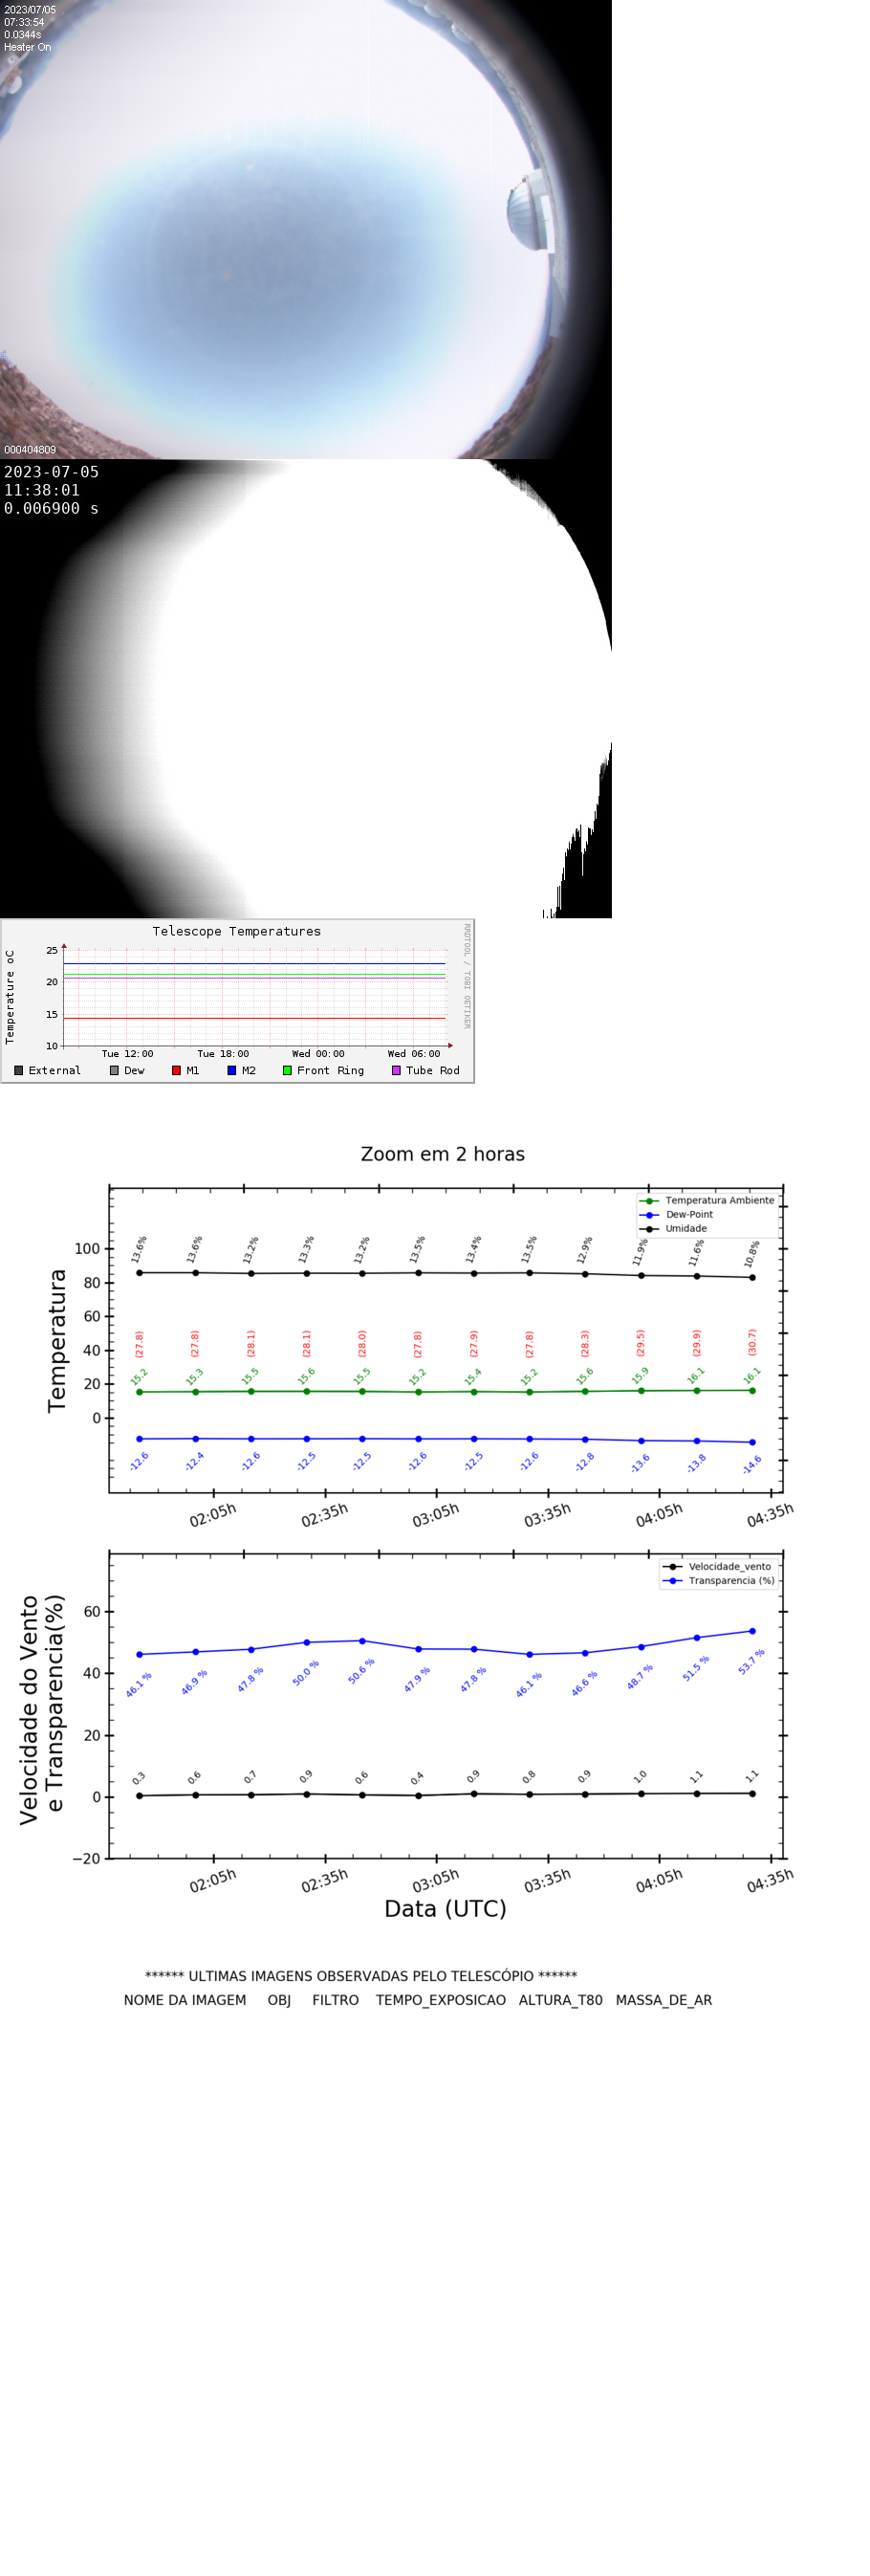 2023/07/05
07:33:54
0.0344s
Heater On
000404809
2023-07-05
11:38:01
0.006900 s
Telescope Temperatures
RRDTOOL / TOBI OETIKER
Temperature oC
25
20
15
10
Tue 12:00 Tue 18:00 Wed 00:00 Wed 06:00
External Dew M1 M2 Front Ring Tube Rod
Zoom em 2 horas
Temperatura Ambiente
Dew-Point
Umidade
Temperatura
100
80
60
40
20
0
13.6% 13.6% 13.2% 13.3% 13.2% 13.5% 13.4% 13.5% 12.9% 11.9% 11.6% 10.8%
(27.8) (27.8) (28.1) (28.1) (28.0) (27.8) (27.9) (27.8) (28.3) (29.5) (29.9) (30.7)
15.2 15.3 15.5 15.6 15.5 15.2 15.4 15.2 15.6 15.9 16.1 16.1
-12.6 -12.4 -12.6 -12.5 -12.5 -12.6 -12.5 -12.6 -12.8 -13.6 -13.8 -14.6
02:05h 02:35h 03:05h 03:35h 04:05h 04:35h
Velocidade_vento
Transparencia (%)
Velocidade do Vento
e Transparencia(%)
60
40
20
0
−20
46.1 % 46.9 % 47.8 % 50.0 % 50.6 % 47.9 % 47.8 % 46.1 % 46.6 % 48.7 % 51.5 % 53.7 %
0.3 0.6 0.7 0.9 0.6 0.4 0.9 0.8 0.9 1.0 1.1 1.1
02:05h 02:35h 03:05h 03:35h 04:05h 04:35h
Data (UTC)
****** ULTIMAS IMAGENS OBSERVADAS PELO TELESCÓPIO ******
NOME DA IMAGEM OBJ FILTRO TEMPO_EXPOSICAO ALTURA_T80 MASSA_DE_AR